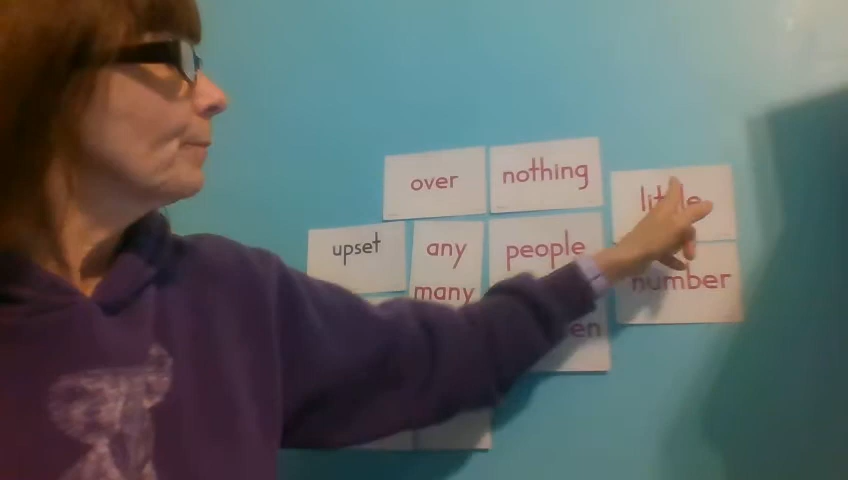 over
nothing
little
upset
any
many
people
number